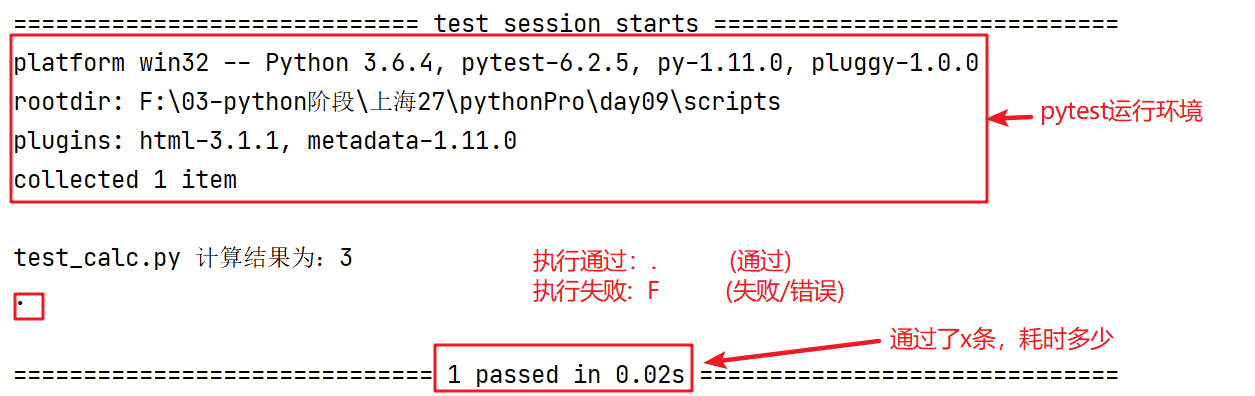 ============================= test session starts =============================
platform win32 -- Python 3.6.4, pytest-6.2.5, py-1.11.0, pluggy-1.0.0
rootdir: F:\03-python阶段\上海27\pythonPro\day09\scripts
pytest运行环境
plugins: html-3.1.1, metadata-1.11.0
collected 1 item
test_calc.py 计算结果为：3
执行通过：. (通过)
执行失败：F (失败/错误)
.
通过了x条，耗时多少
============================== 1 passed in 0.02s ==============================